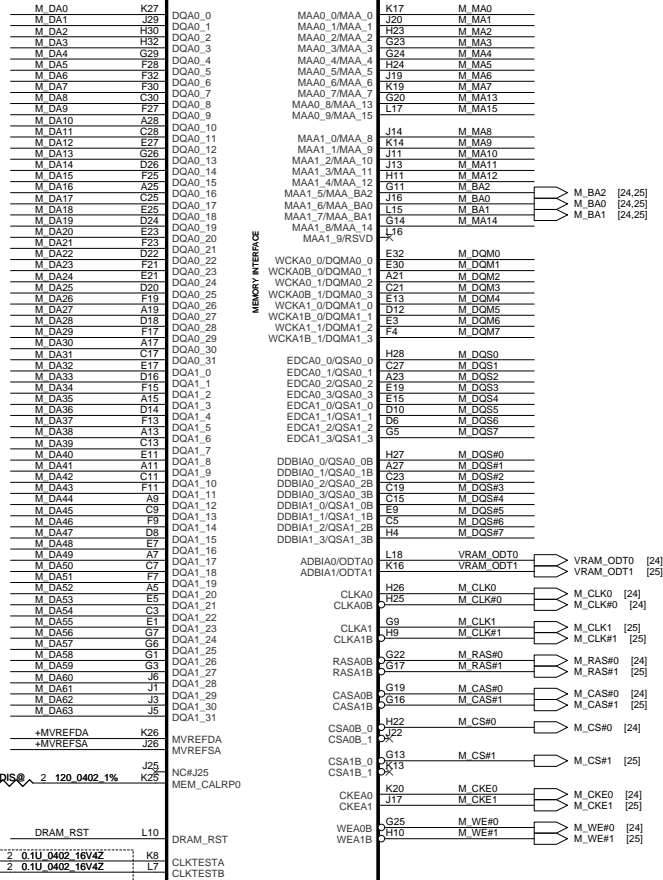 M_DA0 K27 DQA0_0
M_DA1 J29 DQA0_1
M_DA2 H30 DQA0_2
M_DA3 H32 DQA0_3
M_DA4 G29 DQA0_4
M_DA5 F28 DQA0_5
M_DA6 F32 DQA0_6
M_DA7 F30 DQA0_7
M_DA8 C30 DQA0_8
M_DA9 F27 DQA0_9
M_DA10 A28 DQA0_10
M_DA11 C28 DQA0_11
M_DA12 E27 DQA0_12
M_DA13 G26 DQA0_13
M_DA14 D26 DQA0_14
M_DA15 F25 DQA0_15
M_DA16 A25 DQA0_16
M_DA17 C25 DQA0_17
M_DA18 E25 DQA0_18
M_DA19 D24 DQA0_19
M_DA20 E23 DQA0_20
M_DA21 F23 DQA0_21
M_DA22 D22 DQA0_22
M_DA23 F21 DQA0_23
M_DA24 E21 DQA0_24
M_DA25 D20 DQA0_25
M_DA26 F19 DQA0_26
M_DA27 A19 DQA0_27
M_DA28 D18 DQA0_28
M_DA29 F17 DQA0_29
M_DA30 A17 DQA0_30
M_DA31 C17 DQA0_31
M_DA32 E17 DQA1_0
M_DA33 D16 DQA1_1
M_DA34 F15 DQA1_2
M_DA35 A15 DQA1_3
M_DA36 D14 DQA1_4
M_DA37 F13 DQA1_5
M_DA38 A13 DQA1_6
M_DA39 C13 DQA1_7
M_DA40 E11 DQA1_8
M_DA41 A11 DQA1_9
M_DA42 C11 DQA1_10
M_DA43 F11 DQA1_11
M_DA44 A9 DQA1_12
M_DA45 C9 DQA1_13
M_DA46 F9 DQA1_14
M_DA47 D8 DQA1_15
M_DA48 E7 DQA1_16
M_DA49 A7 DQA1_17
M_DA50 C7 DQA1_18
M_DA51 F7 DQA1_19
M_DA52 A5 DQA1_20
M_DA53 E5 DQA1_21
M_DA54 C3 DQA1_22
M_DA55 E1 DQA1_23
M_DA56 G7 DQA1_24
M_DA57 G6 DQA1_25
M_DA58 G1 DQA1_26
M_DA59 G3 DQA1_27
M_DA60 J6 DQA1_28
M_DA61 J1 DQA1_29
M_DA62 J3 DQA1_30
M_DA63 J5 DQA1_31
+MVREFDA K26 MVREFDA
+MVREFSA J26 MVREFSA
J25 NC#J25
DIS@ 2 120_0402_1% K25 MEM_CALRP0
DRAM_RST L10 DRAM_RST
2 0.1U_0402_16V4Z K8 CLKTESTA
2 0.1U_0402_16V4Z L7 CLKTESTB
MEMORY INTERFACE
MAA0_0/MAA_0 K17 M_MA0
MAA0_1/MAA_1 J20 M_MA1
MAA0_2/MAA_2 H23 M_MA2
MAA0_3/MAA_3 G23 M_MA3
MAA0_4/MAA_4 G24 M_MA4
MAA0_5/MAA_5 H24 M_MA5
MAA0_6/MAA_6 J19 M_MA6
MAA0_7/MAA_7 K19 M_MA7
MAA0_8/MAA_13 G20 M_MA13
MAA0_9/MAA_15 L17 M_MA15
MAA1_0/MAA_8 J14 M_MA8
MAA1_1/MAA_9 K14 M_MA9
MAA1_2/MAA_10 J11 M_MA10
MAA1_3/MAA_11 J13 M_MA11
MAA1_4/MAA_12 H11 M_MA12
MAA1_5/MAA_BA2 G11 M_BA2 M_BA2 [24,25]
MAA1_6/MAA_BA0 J16 M_BA0 M_BA0 [24,25]
MAA1_7/MAA_BA1 L15 M_BA1 M_BA1 [24,25]
MAA1_8/MAA_14 G14 M_MA14
MAA1_9/RSVD L16
WCKA0_0/DQMA0_0 E32 M_DQM0
WCKA0B_0/DQMA0_1 E30 M_DQM1
WCKA0_1/DQMA0_2 A21 M_DQM2
WCKA0B_1/DQMA0_3 C21 M_DQM3
WCKA1_0/DQMA1_0 E13 M_DQM4
WCKA1B_0/DQMA1_1 D12 M_DQM5
WCKA1_1/DQMA1_2 E3 M_DQM6
WCKA1B_1/DQMA1_3 F4 M_DQM7
EDCA0_0/QSA0_0 H28 M_DQS0
EDCA0_1/QSA0_1 C27 M_DQS1
EDCA0_2/QSA0_2 A23 M_DQS2
EDCA0_3/QSA0_3 E19 M_DQS3
EDCA1_0/QSA1_0 E15 M_DQS4
EDCA1_1/QSA1_1 D10 M_DQS5
EDCA1_2/QSA1_2 D6 M_DQS6
EDCA1_3/QSA1_3 G5 M_DQS7
DDBIA0_0/QSA0_0B H27 M_DQS#0
DDBIA0_1/QSA0_1B A27 M_DQS#1
DDBIA0_2/QSA0_2B C23 M_DQS#2
DDBIA0_3/QSA0_3B C19 M_DQS#3
DDBIA1_0/QSA1_0B C15 M_DQS#4
DDBIA1_1/QSA1_1B E9 M_DQS#5
DDBIA1_2/QSA1_2B C5 M_DQS#6
DDBIA1_3/QSA1_3B H4 M_DQS#7
ADBIA0/ODTA0 L18 VRAM_ODT0 VRAM_ODT0 [24]
ADBIA1/ODTA1 K16 VRAM_ODT1 VRAM_ODT1 [25]
CLKA0 H26 M_CLK0 M_CLK0 [24]
CLKA0B H25 M_CLK#0 M_CLK#0 [24]
CLKA1 G9 M_CLK1 M_CLK1 [25]
CLKA1B H9 M_CLK#1 M_CLK#1 [25]
RASA0B G22 M_RAS#0 M_RAS#0 [24]
RASA1B G17 M_RAS#1 M_RAS#1 [25]
CASA0B G19 M_CAS#0 M_CAS#0 [24]
CASA1B G16 M_CAS#1 M_CAS#1 [25]
CSA0B_0 H22 M_CS#0 M_CS#0 [24]
CSA0B_1 J22
CSA1B_0 G13 M_CS#1 M_CS#1 [25]
CSA1B_1 K13
CKEA0 K20 M_CKE0 M_CKE0 [24]
CKEA1 J17 M_CKE1 M_CKE1 [25]
WEA0B G25 M_WE#0 M_WE#0 [24]
WEA1B H10 M_WE#1 M_WE#1 [25]